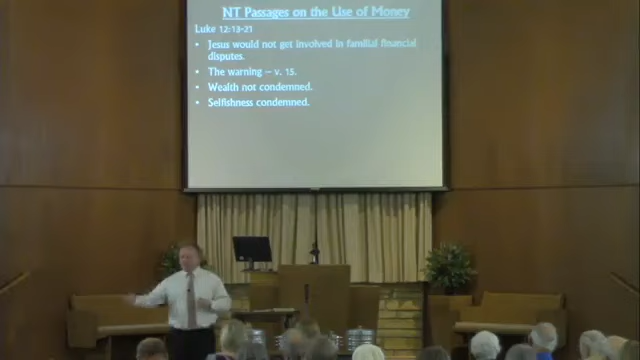 NT Passages on the Use of Money
Luke 12:13-21
• Jesus would not get involved in familial financial
disputes.
• The warning – v. 15.
• Wealth not condemned.
• Selfishness condemned.